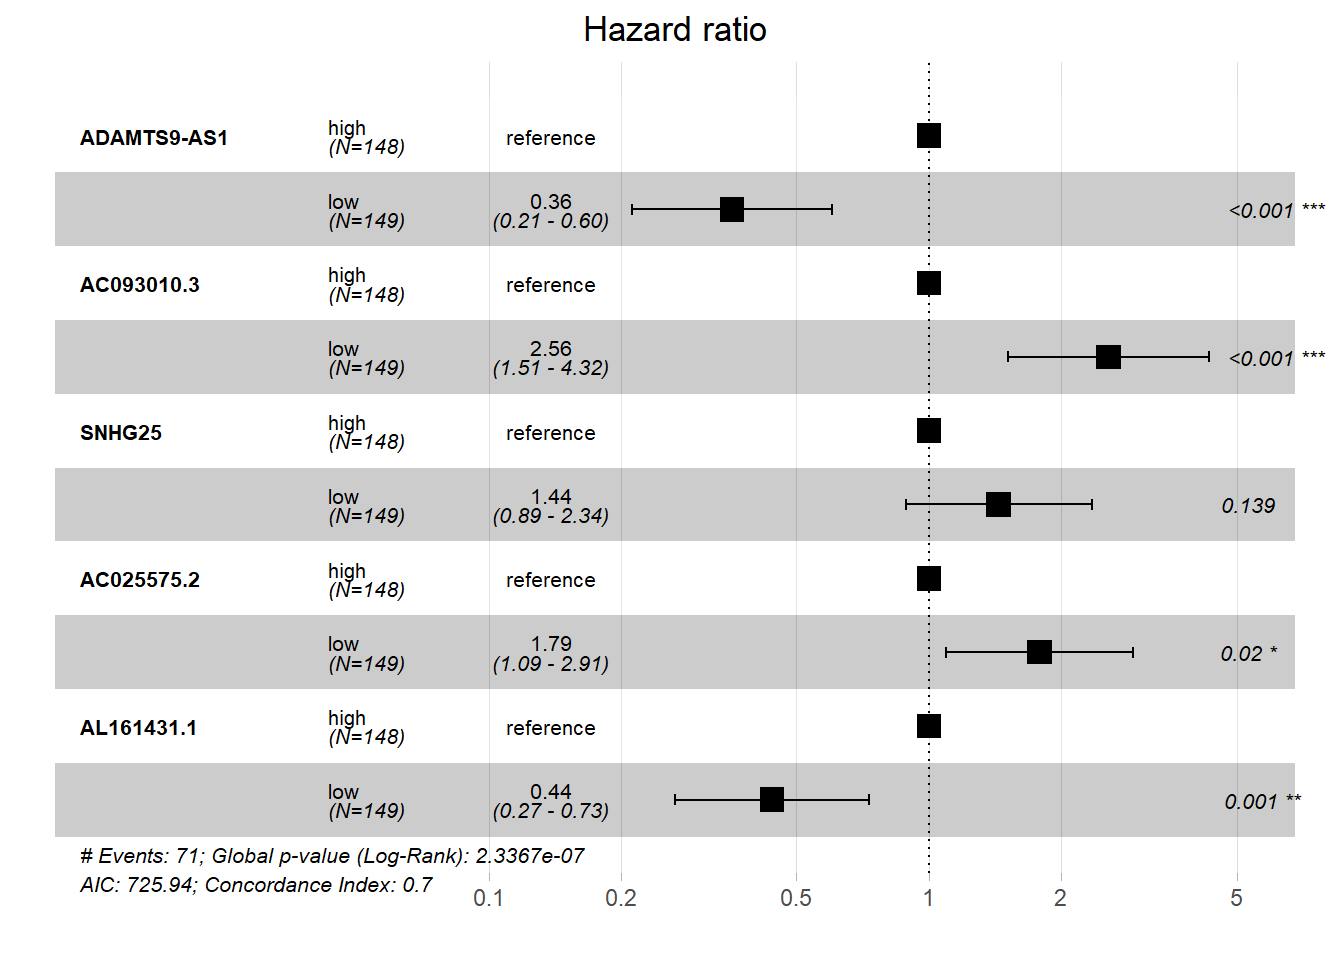 Hazard ratio
ADAMTS9-AS1 high (N=148) reference
low (N=149) 0.36 (0.21 - 0.60) <0.001 ***
AC093010.3 high (N=148) reference
low (N=149) 2.56 (1.51 - 4.32) <0.001 ***
SNHG25 high (N=148) reference
low (N=149) 1.44 (0.89 - 2.34) 0.139
AC025575.2 high (N=148) reference
low (N=149) 1.79 (1.09 - 2.91) 0.02 *
AL161431.1 high (N=148) reference
low (N=149) 0.44 (0.27 - 0.73) 0.001 **
# Events: 71; Global p-value (Log-Rank): 2.3367e-07
AIC: 725.94; Concordance Index: 0.7
0.1 0.2 0.5 1 2 5